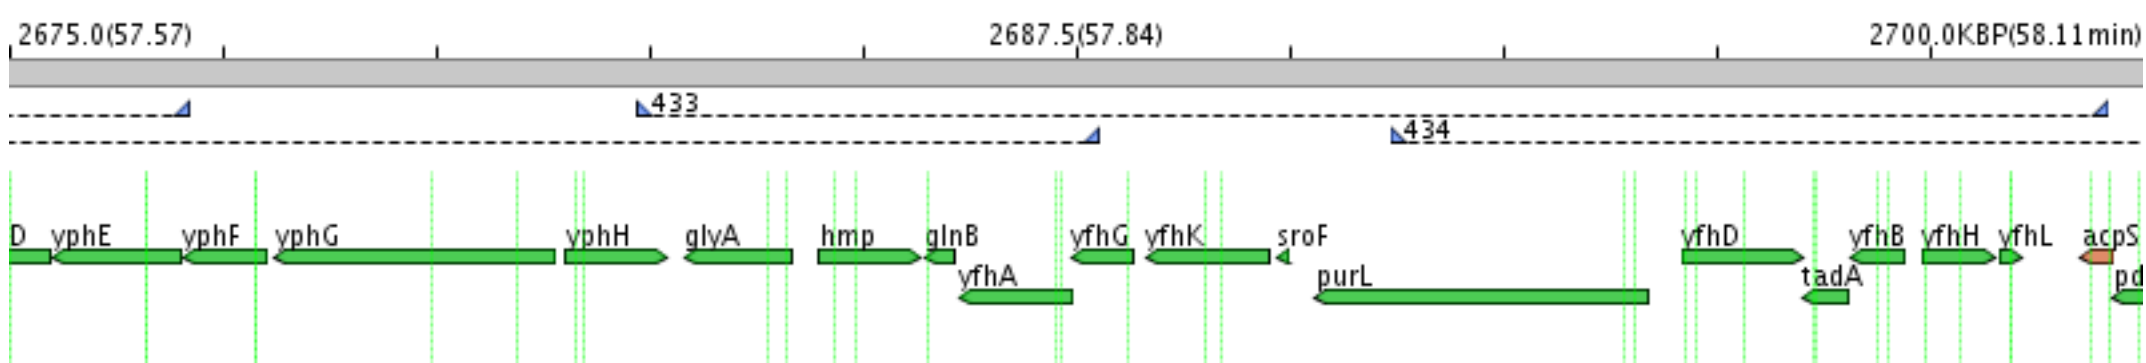 2675.0(57.57) 2687.5(57.84) 2700.0KBP(58.11min)
433
434
D yphE yphF yphG yphH glyA hmp glnB yfhG yfhK sroF yfhD yfhB yfhH yfhL acpS
yfhA purL tadA pd